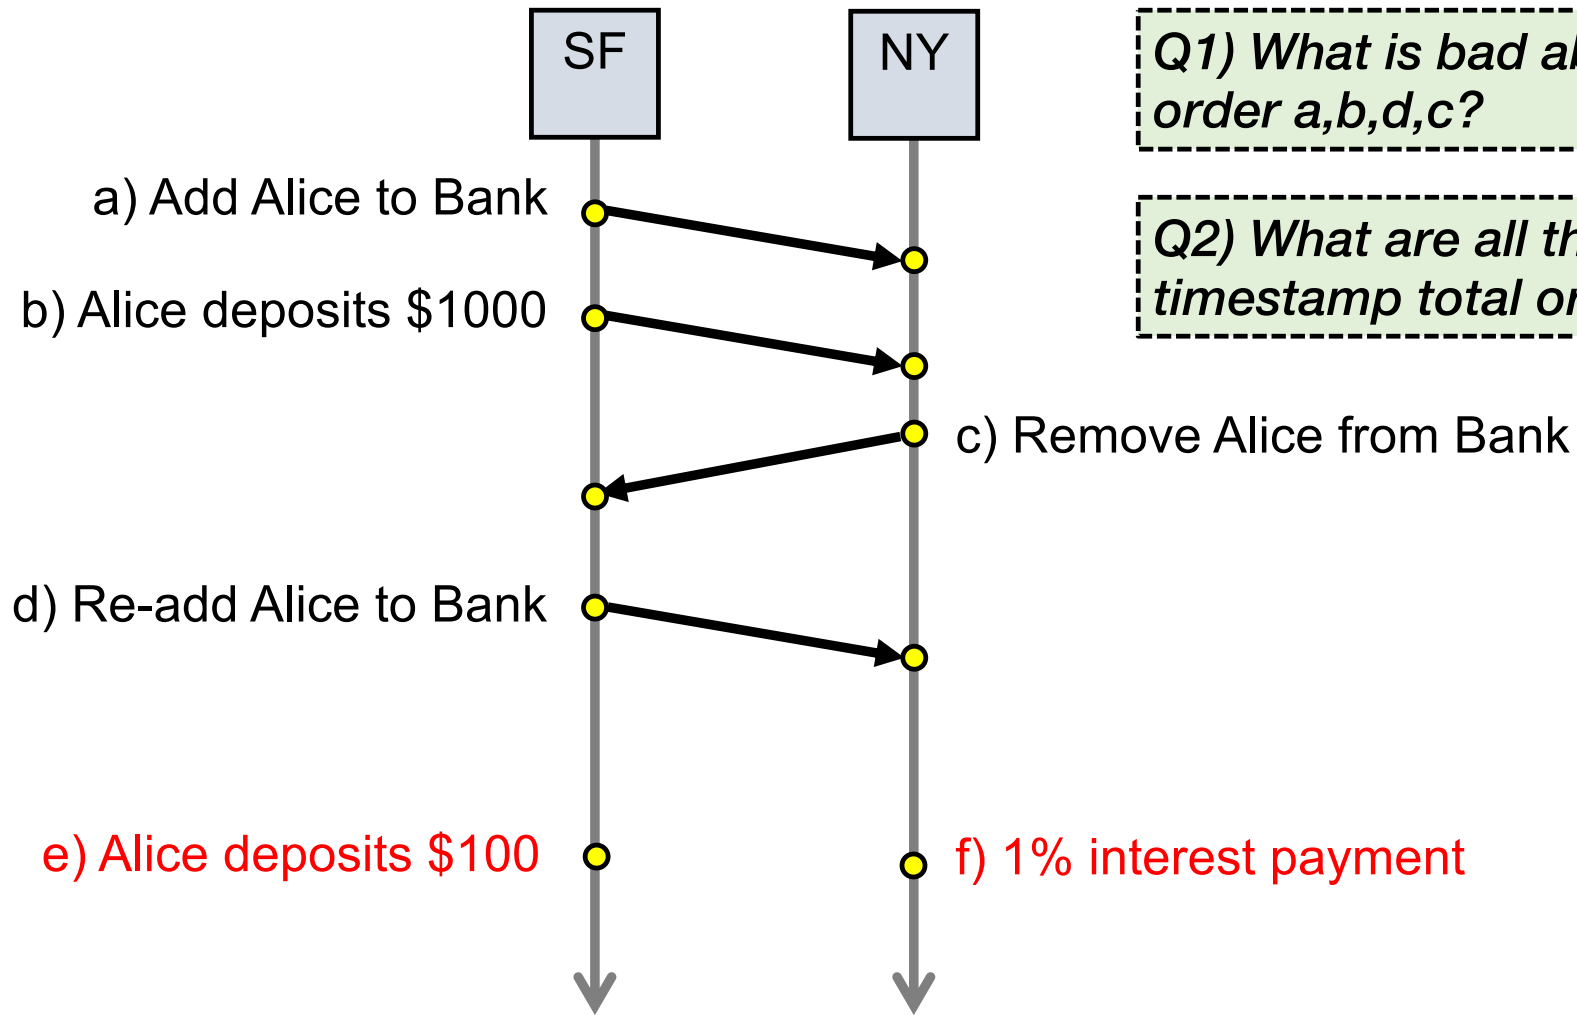 SF
NY
Q1) What is bad
order a,b,d,c?
Q2) What are all
timestamp total
a) Add Alice to Bank
b) Alice deposits $1000
c) Remove Alice from Bank
d) Re-add Alice to Bank
e) Alice deposits $100
f) 1% interest payment